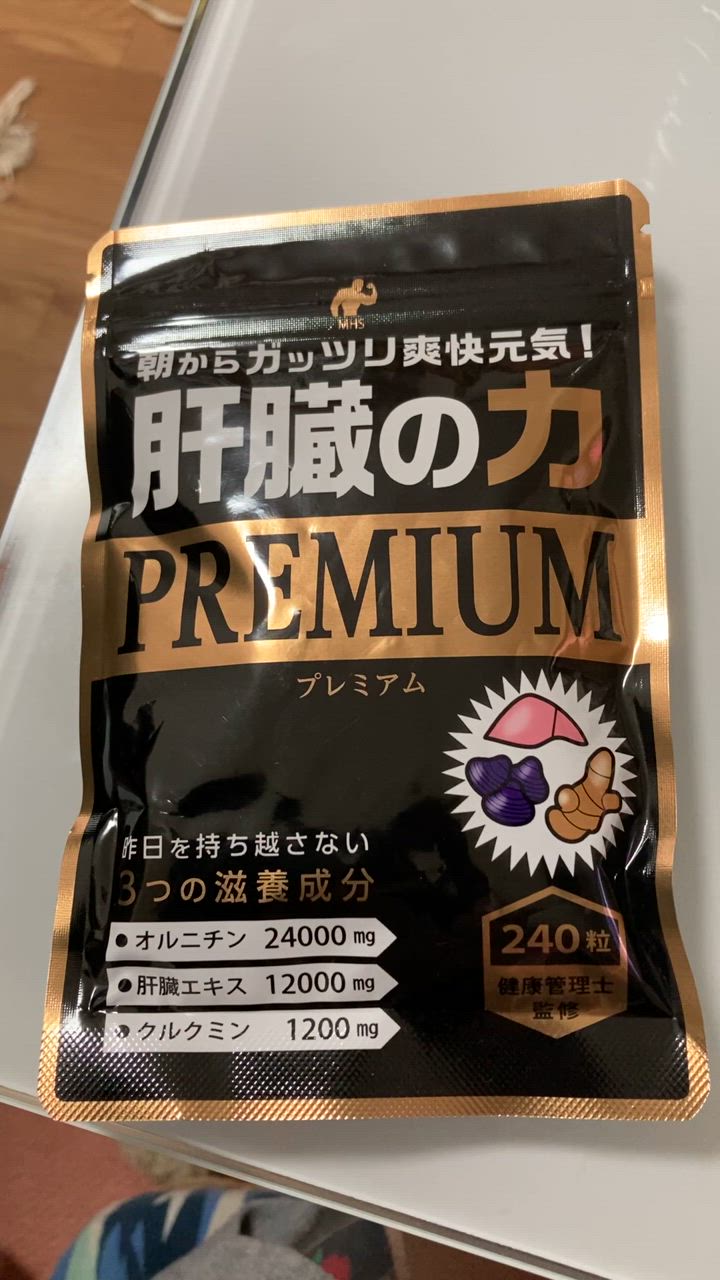 MHS
朝からガッツリ爽快元気!
肝臓の力
PREMIUM
プレミアム
昨日を持ち越さない
3つの滋養成分
●オルニチン 24000mg
●肝臓エキス 12000mg
●クルクミン 1200mg
240粒
健康管理士
監修